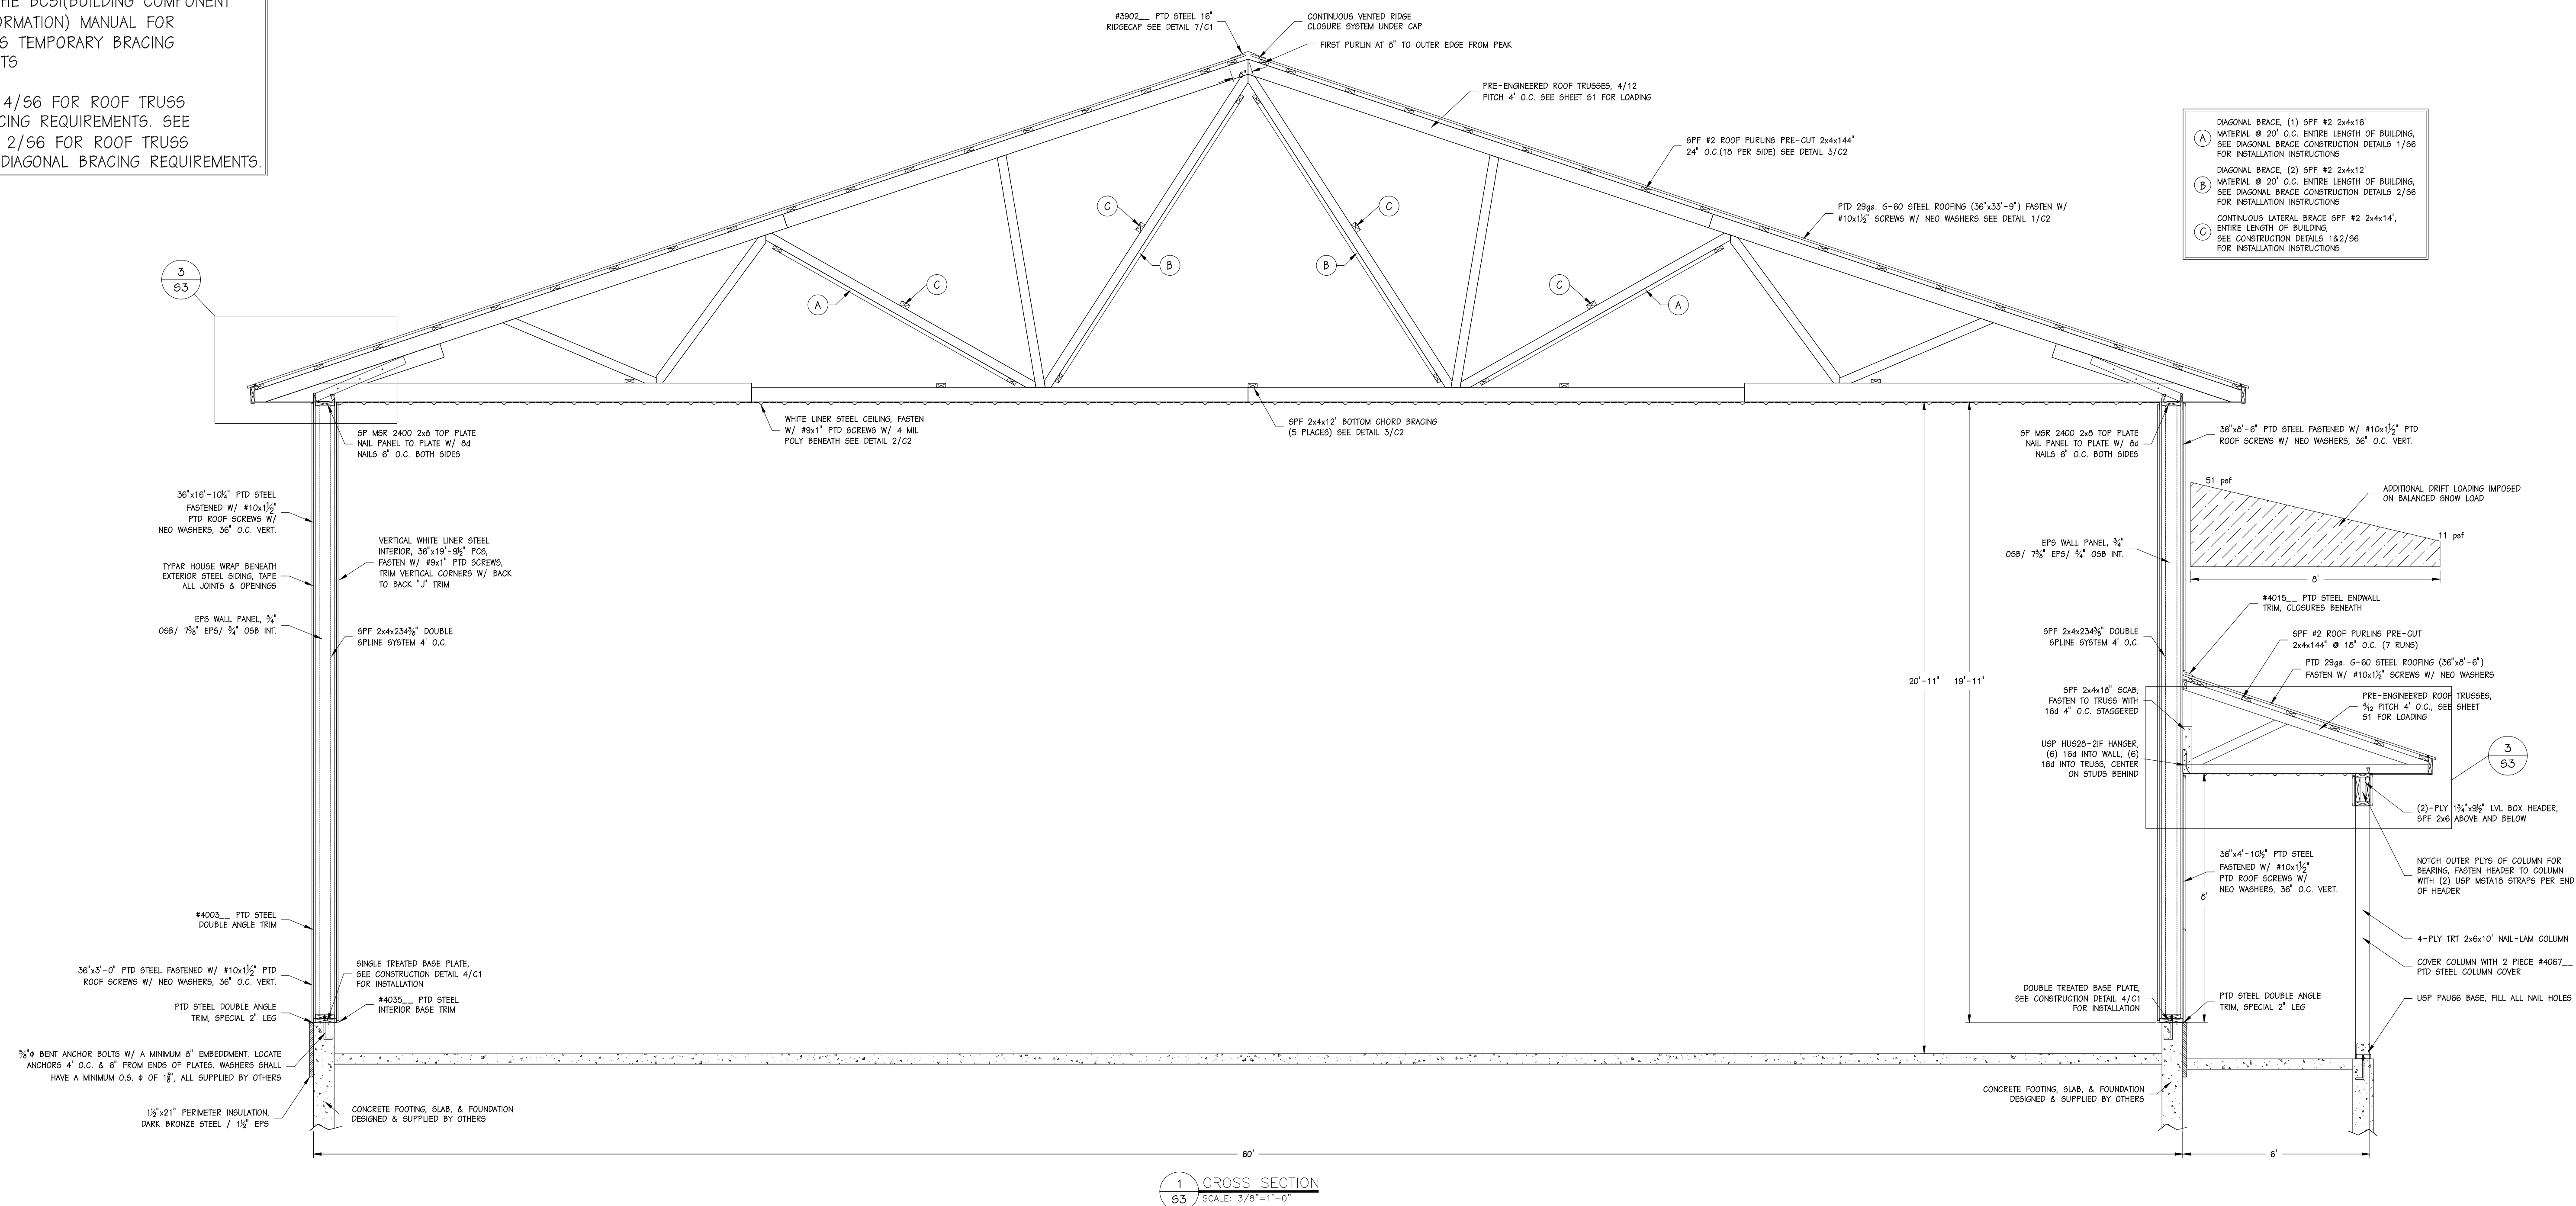 THE BCSI(BUILDING COMPONENT
ORMATION) MANUAL FOR
S TEMPORARY BRACING
TS
4/S6 FOR ROOF TRUSS
CING REQUIREMENTS. SEE
2/S6 FOR ROOF TRUSS
DIAGONAL BRACING REQUIREMENTS.
#3902__ PTD STEEL 16"
RIDGECAP SEE DETAIL 7/C1
CONTINUOUS VENTED RIDGE
CLOSURE SYSTEM UNDER CAP
FIRST PURLIN AT 8" TO OUTER EDGE FROM PEAK
8"
PRE-ENGINEERED ROOF TRUSSES, 4/12
PITCH 4' O.C. SEE SHEET S1 FOR LOADING
SPF #2 ROOF PURLING PRE-CUT 2x4x144"
24" O.C.(18 PER SIDE) SEE DETAIL 3/C2
PTD 29ga. G-60 STEEL ROOFING (36"x33'-9") FASTEN W/
#10x1½" SCREWS W/ NEO WASHERS SEE DETAIL 1/C2
A
DIAGONAL BRACE, (1) SPF #2 2x4x16'
MATERIAL @ 20' O.C. ENTIRE LENGTH OF BUILDING,
SEE DIAGONAL BRACE CONSTRUCTION DETAILS 1/S6
FOR INSTALLATION INSTRUCTIONS
B
DIAGONAL BRACE, (2) SPF #2 2x4x12'
MATERIAL @ 20' O.C. ENTIRE LENGTH OF BUILDING,
SEE DIAGONAL BRACE CONSTRUCTION DETAILS 2/S6
FOR INSTALLATION INSTRUCTIONS
C
CONTINUOUS LATERAL BRACE SPF #2 2x4x14',
ENTIRE LENGTH OF BUILDING,
SEE CONSTRUCTION DETAILS 1&2/S6
FOR INSTALLATION INSTRUCTIONS
3
S3
C
C
B
B
C
C
A
A
SP MSR 2400 2x8 TOP PLATE
NAIL PANEL TO PLATE W/ 8d
NAILS 6" O.C. BOTH SIDES
WHITE LINER STEEL CEILING, FASTEN
W/ #9x1" PTD SCREWS W/ 4 MIL
POLY BENEATH SEE DETAIL 2/C2
SPF 2x4x12' BOTTOM CHORD BRACING
(5 PLACES) SEE DETAIL 3/C2
SP MSR 2400 2x8 TOP PLATE
NAIL PANEL TO PLATE W/ 8d
NAILS 6" O.C. BOTH SIDES
36"x8'-6" PTD STEEL FASTENED W/ #10x1½" PTD
ROOF SCREWS W/ NEO WASHERS, 36" O.C. VERT.
51 psf
ADDITIONAL DRIFT LOADING IMPOSED
ON BALANCED SNOW LOAD
11 psf
8'
36"x16'-10¼" PTD STEEL
FASTENED W/ #10x1½"
PTD ROOF SCREWS W/
NEO WASHERS, 36" O.C. VERT.
TYPAR HOUSE WRAP BENEATH
EXTERIOR STEEL SIDING, TAPE
ALL JOINTS & OPENINGS
EPS WALL PANEL, ¾"
OSB/ 7⅜" EPS/ ¾" OSB INT.
VERTICAL WHITE LINER STEEL
INTERIOR, 36"x19'-9½" PCS,
FASTEN W/ #9x1" PTD SCREWS,
TRIM VERTICAL CORNERS W/ BACK
TO BACK "J" TRIM
SPF 2x4x234⅜" DOUBLE
SPLINE SYSTEM 4' O.C.
EPS WALL PANEL, ¾"
OSB/ 7⅜" EPS/ ¾" OSB INT.
SPF 2x4x234⅜" DOUBLE
SPLINE SYSTEM 4' O.C.
20'-11"
19'-11"
SPF 2x4x18" SCAB,
FASTEN TO TRUSS WITH
16d 4" O.C. STAGGERED
USP HUS28-2IF HANGER,
(6) 16d INTO WALL, (6)
16d INTO TRUSS, CENTER
ON STUDS BEHIND
#4015__ PTD STEEL ENDWALL
TRIM, CLOSURES BENEATH
SPF #2 ROOF PURLING PRE-CUT
2x4x144" @ 18" O.C. (7 RUNS)
PTD 29ga. G-60 STEEL ROOFING (36"x8'-6")
FASTEN W/ #10x1½" SCREWS W/ NEO WASHERS
PRE-ENGINEERED ROOF TRUSSES,
4/12 PITCH 4' O.C., SEE SHEET
S1 FOR LOADING
3
S3
(2)-PLY 1¾"x9½" LVL BOX HEADER,
SPF 2x6 ABOVE AND BELOW
36"x4'-10½" PTD STEEL
FASTENED W/ #10x1½"
PTD ROOF SCREWS W/
NEO WASHERS, 36" O.C. VERT.
8'
NOTCH OUTER PLYS OF COLUMN FOR
BEARING, FASTEN HEADER TO COLUMN
WITH (2) USP MSTA18 STRAPS PER END
OF HEADER
4-PLY TRT 2x6x10' NAIL-LAM COLUMN
COVER COLUMN WITH 2 PIECE #4067__
PTD STEEL COLUMN COVER
USP PAU66 BASE, FILL ALL NAIL HOLES
#4003__ PTD STEEL
DOUBLE ANGLE TRIM
36"x3'-0" PTD STEEL FASTENED W/ #10x1½" PTD
ROOF SCREWS W/ NEO WASHERS, 36" O.C. VERT.
PTD STEEL DOUBLE ANGLE
TRIM, SPECIAL 2" LEG
⅝"ϕ BENT ANCHOR BOLTS W/ A MINIMUM 8" EMBEDDMENT. LOCATE
ANCHORS 4' O.C. & 6" FROM ENDS OF PLATES. WASHERS SHALL
HAVE A MINIMUM O.S. ϕ OF 1⅜", ALL SUPPLIED BY OTHERS
1½"x21" PERIMETER INSULATION,
DARK BRONZE STEEL / 1½" EPS
SINGLE TREATED BASE PLATE,
SEE CONSTRUCTION DETAIL 4/C1
FOR INSTALLATION
#4035__ PTD STEEL
INTERIOR BASE TRIM
CONCRETE FOOTING, SLAB, & FOUNDATION
DESIGNED & SUPPLIED BY OTHERS
DOUBLE TREATED BASE PLATE,
SEE CONSTRUCTION DETAIL 4/C1
FOR INSTALLATION
PTD STEEL DOUBLE ANGLE
TRIM, SPECIAL 2" LEG
CONCRETE FOOTING, SLAB, & FOUNDATION
DESIGNED & SUPPLIED BY OTHERS
60'
6'
1
S3
CROSS SECTION
SCALE: 3/8"=1'-0"